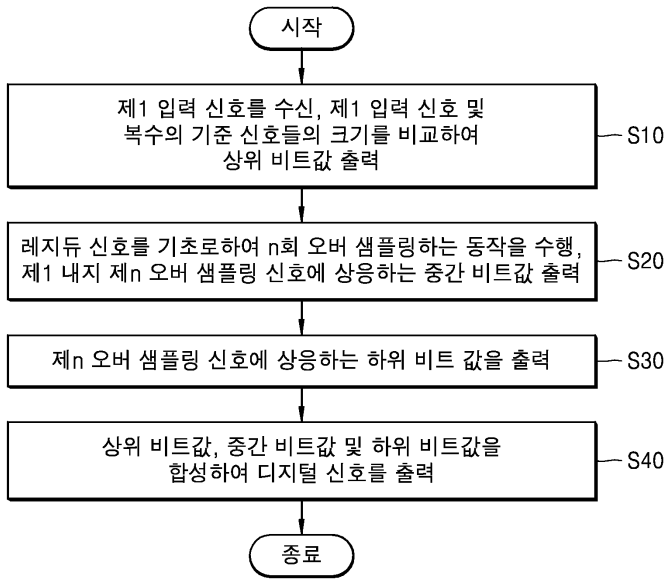 시작
제1 입력 신호를 수신, 제1 입력 신호 및
복수의 기준 신호들의 크기를 비교하여
상위 비트값 출력
S10
레지듀 신호를 기초로하여 n회 오버 샘플링하는 동작을 수행,
제1 내지 제n 오버 샘플링 신호에 상응하는 중간 비트값 출력
S20
제n 오버 샘플링 신호에 상응하는 하위 비트 값을 출력
S30
상위 비트값, 중간 비트값 및 하위 비트값을
합성하여 디지털 신호를 출력
S40
종료